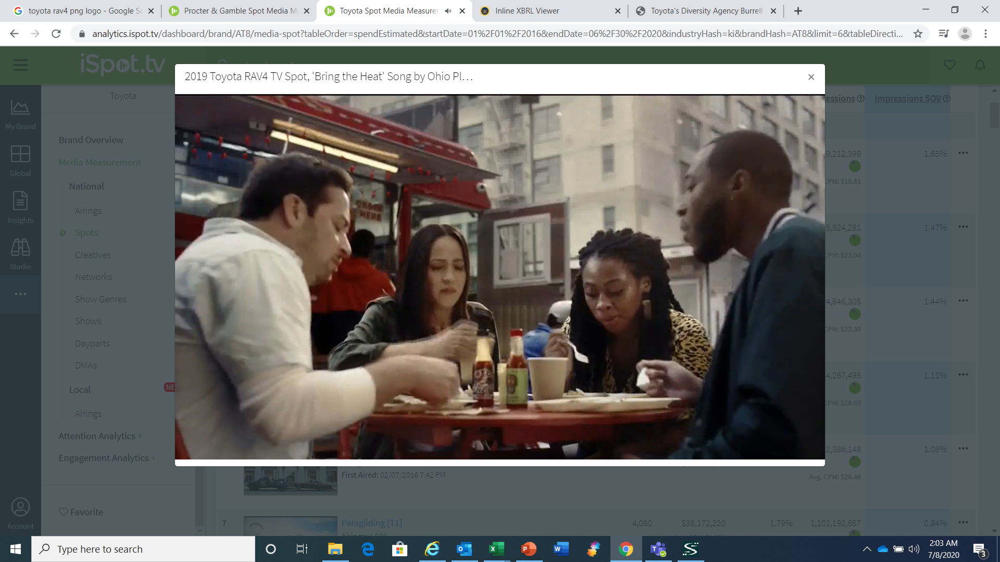 toyota rav4 png logo - Google Se
Procter & Gamble Spot Media M
Toyota Spot Media Measurer
Inline XBRL Viewer
Toyota's Diversity Agency Burrell
analytics.ispot.tv/dashboard/brand/AT8/media-spot?tableOrder=spendEstimated&startDate=01%2F01%2F2016&endDate=06%2F30%2F2020&industryHash=ki&brandHash=AT8&limit=6&tableDirecti...
iSpot.tv
2019 Toyota RAV4 TV Spot, 'Bring the Heat' Song by Ohio Pl...
Toyota
essions
Impressions SOV
My Brand
Global
Insights
Studio
Account
Brand Overview
Media Measurement -
National
Airings
Spots
Creatives
Networks
Show Genres
Shows
Dayparts
DMAs
Local
NE
Airings
Attention Analytics +
Engagement Analytics +
Favorite
ORDER
HERE
9,212,398
1.65%
CPM: $19.81
5,524,281
1.47%
CPM: $22.04
4,846,305
1.44%
CPM: $22.39
4,267,495
1.11%
CPM: $28.65
2,386,148
1.08%
Avg. CPM: $28.48
First Aired: 02/07/2016 7:42 PM
7
Paragliding [T1]
4,080
$38,172,220
1.79%
1,101,192,687
0.84%
Airings: 4,080
Type here to search
2:03 AM
7/8/2020
3